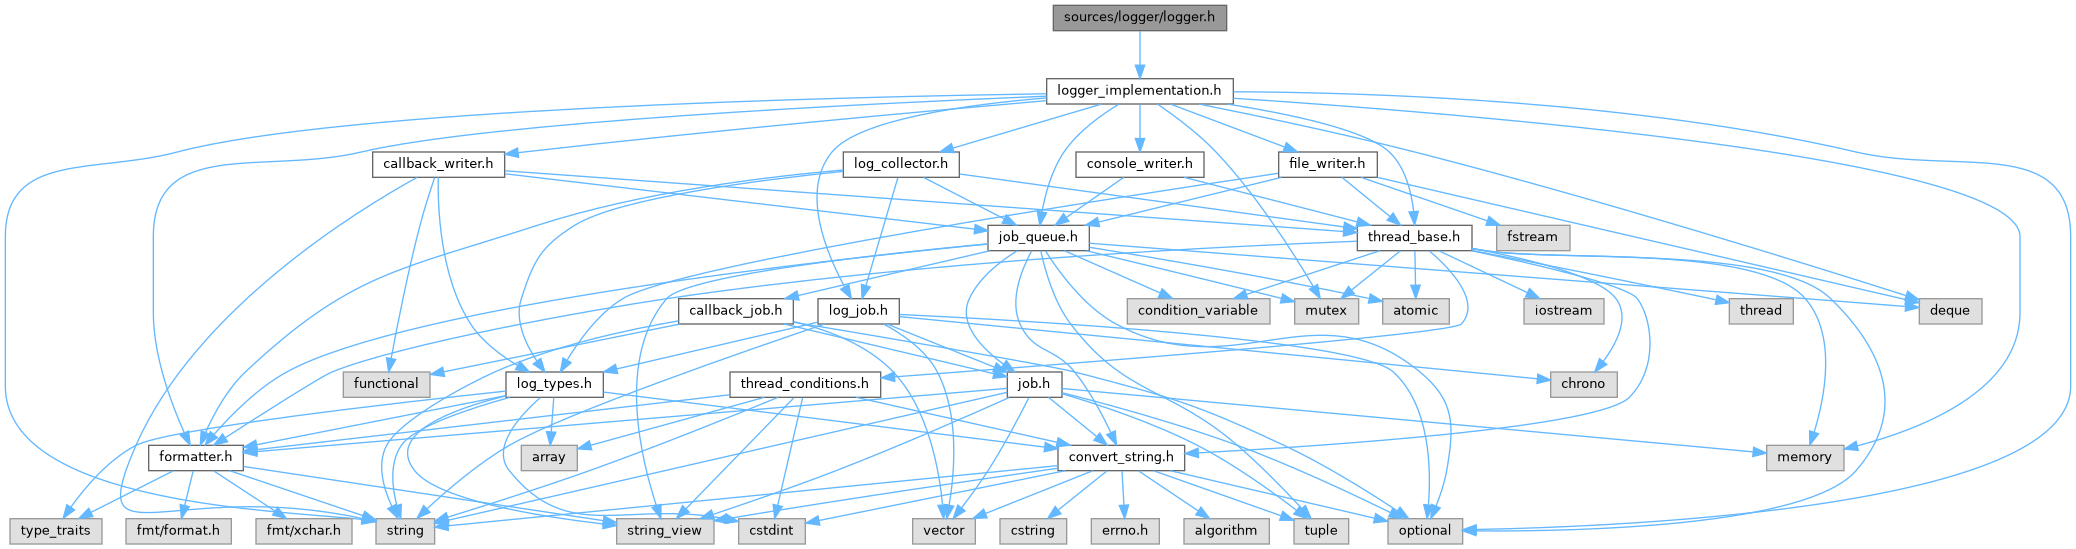 sources/logger/logger.h
logger_implementation.h
callback_writer.h
log_collector.h
console_writer.h
file_writer.h
job_queue.h
thread_base.h
fstream
callback_job.h
log_job.h
condition_variable
mutex
atomic
iostream
thread
deque
functional
log_types.h
thread_conditions.h
job.h
chrono
formatter.h
array
convert_string.h
memory
type_traits
fmt/format.h
fmt/xchar.h
string
string_view
cstdint
vector
cstring
errno.h
algorithm
tuple
optional